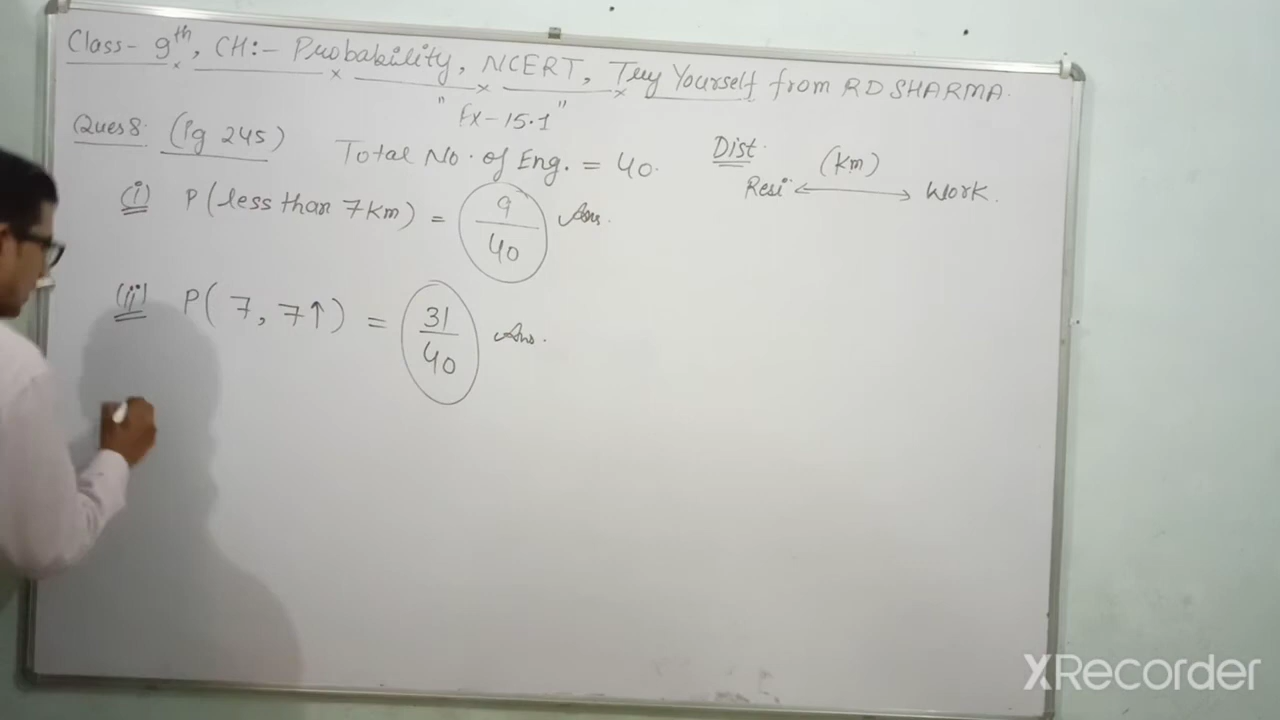 Class- 9th, CH:- Probability, NCERT, Try Yourself from RD SHARMA.
"Ex-15.1"
Ques 8. (Pg 245)
Total No. of Eng. = 40.
Dist.
(km)
Resi. ⟷ Work.
(i) P(less than 7km) = 9/40 Ans.
(ii) P(7, 7↑) = 31/40 Ans.
XRecorder